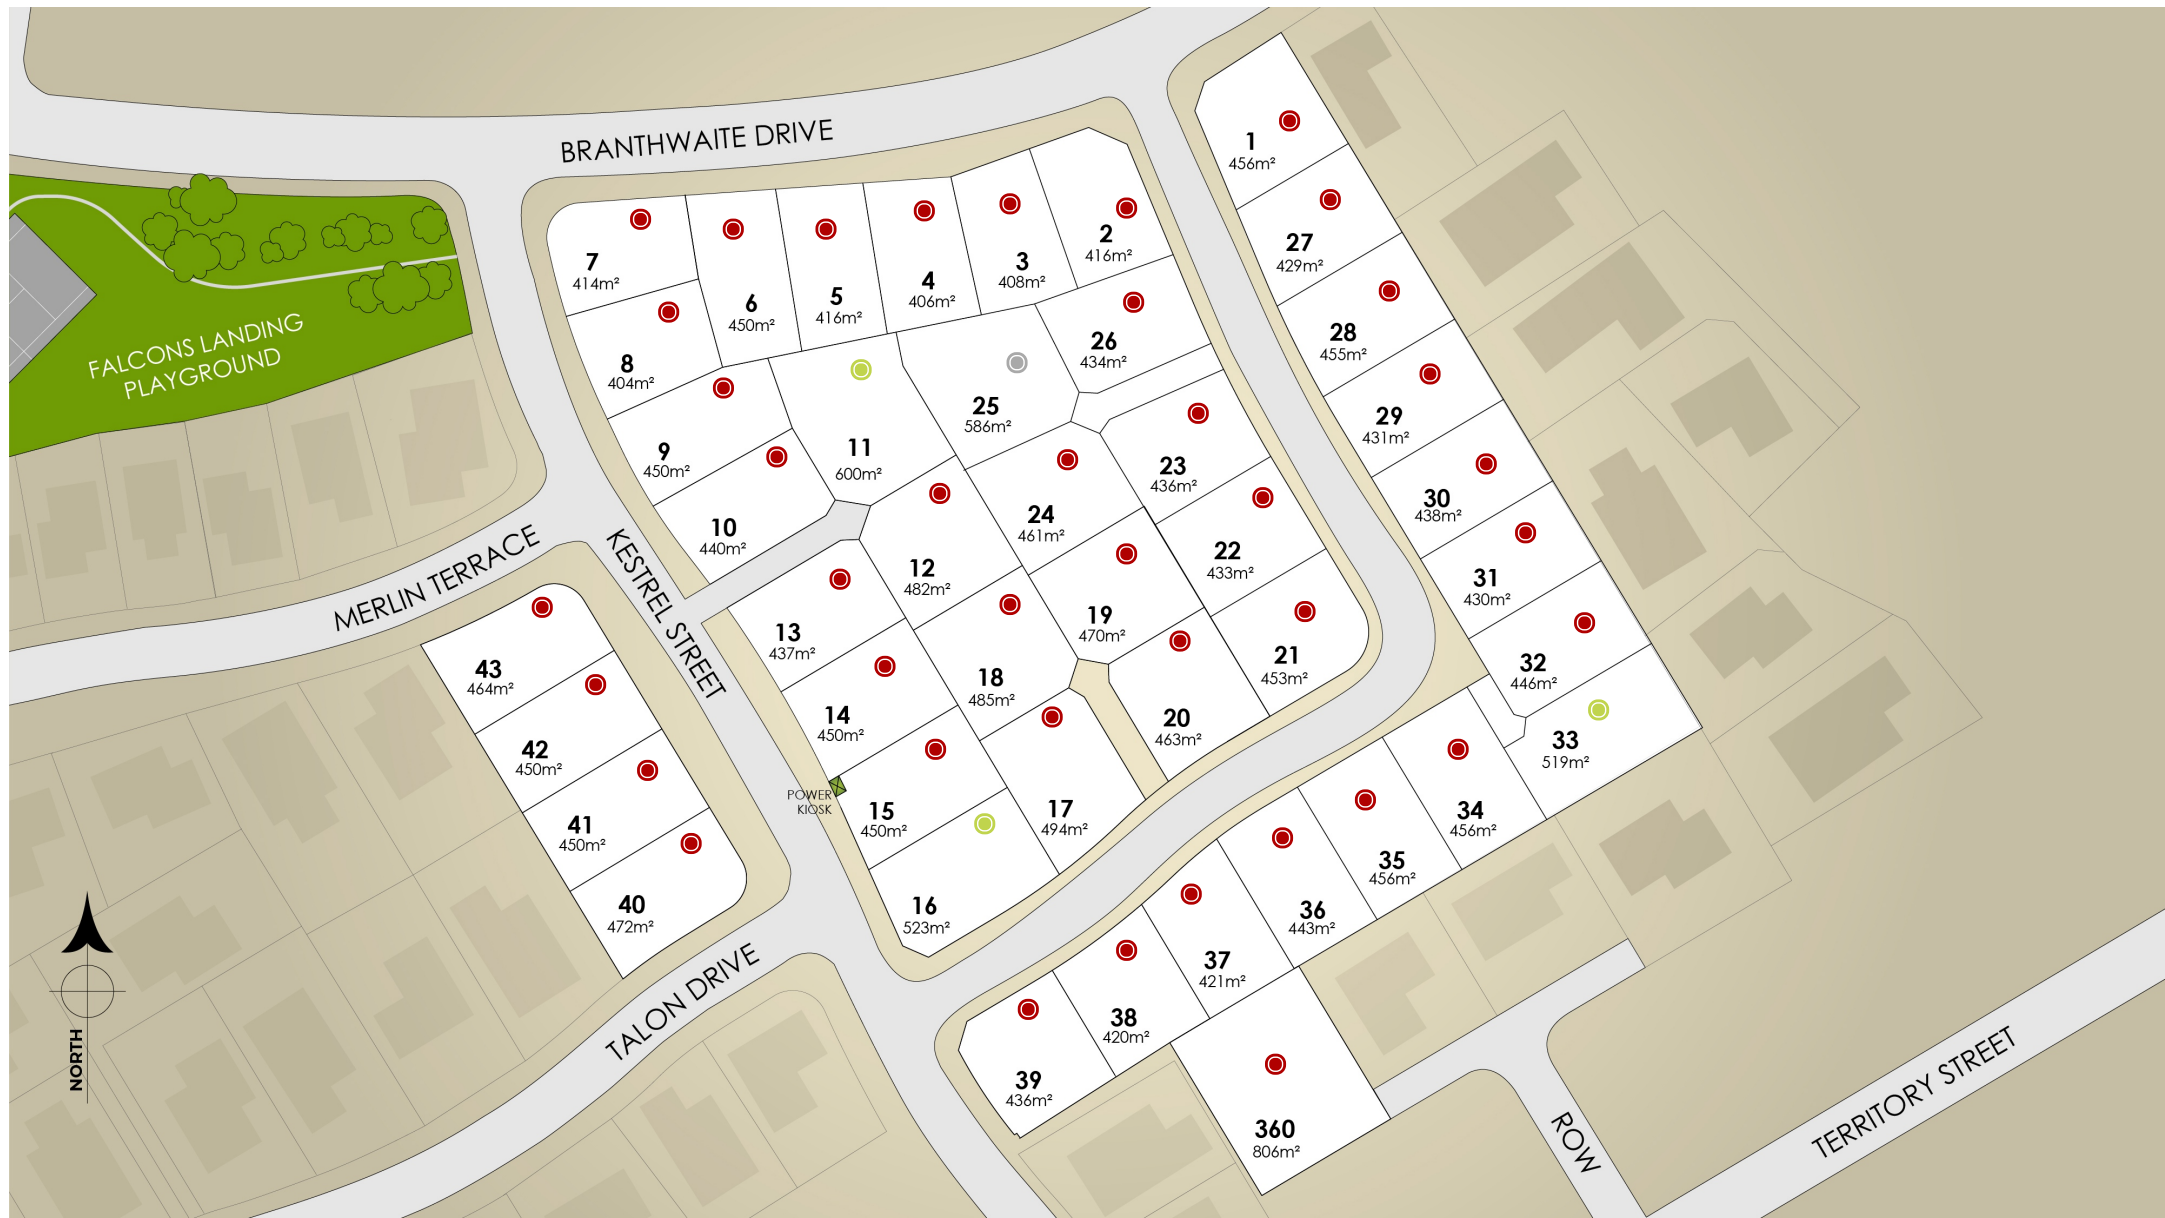 BRANTHWAITE DRIVE
1
456m²
2
416m²
3
408m²
4
406m²
5
416m²
6
450m²
7
414m²
8
404m²
9
450m²
10
440m²
11
600m²
25
586m²
26
434m²
27
429m²
28
455m²
29
431m²
30
438m²
31
430m²
32
446m²
33
519m²
FALCONS LANDING
PLAYGROUND
MERLIN TERRACE
KESTREL STREET
12
482m²
24
461m²
23
436m²
22
433m²
13
437m²
18
485m²
19
470m²
21
453m²
14
450m²
20
463m²
43
464m²
42
450m²
41
450m²
40
472m²
POWER
KIOSK
15
450m²
17
494m²
16
523m²
34
456m²
35
456m²
36
443m²
37
421m²
38
420m²
39
436m²
360
806m²
TALON DRIVE
NORTH
ROW
TERRITORY STREET